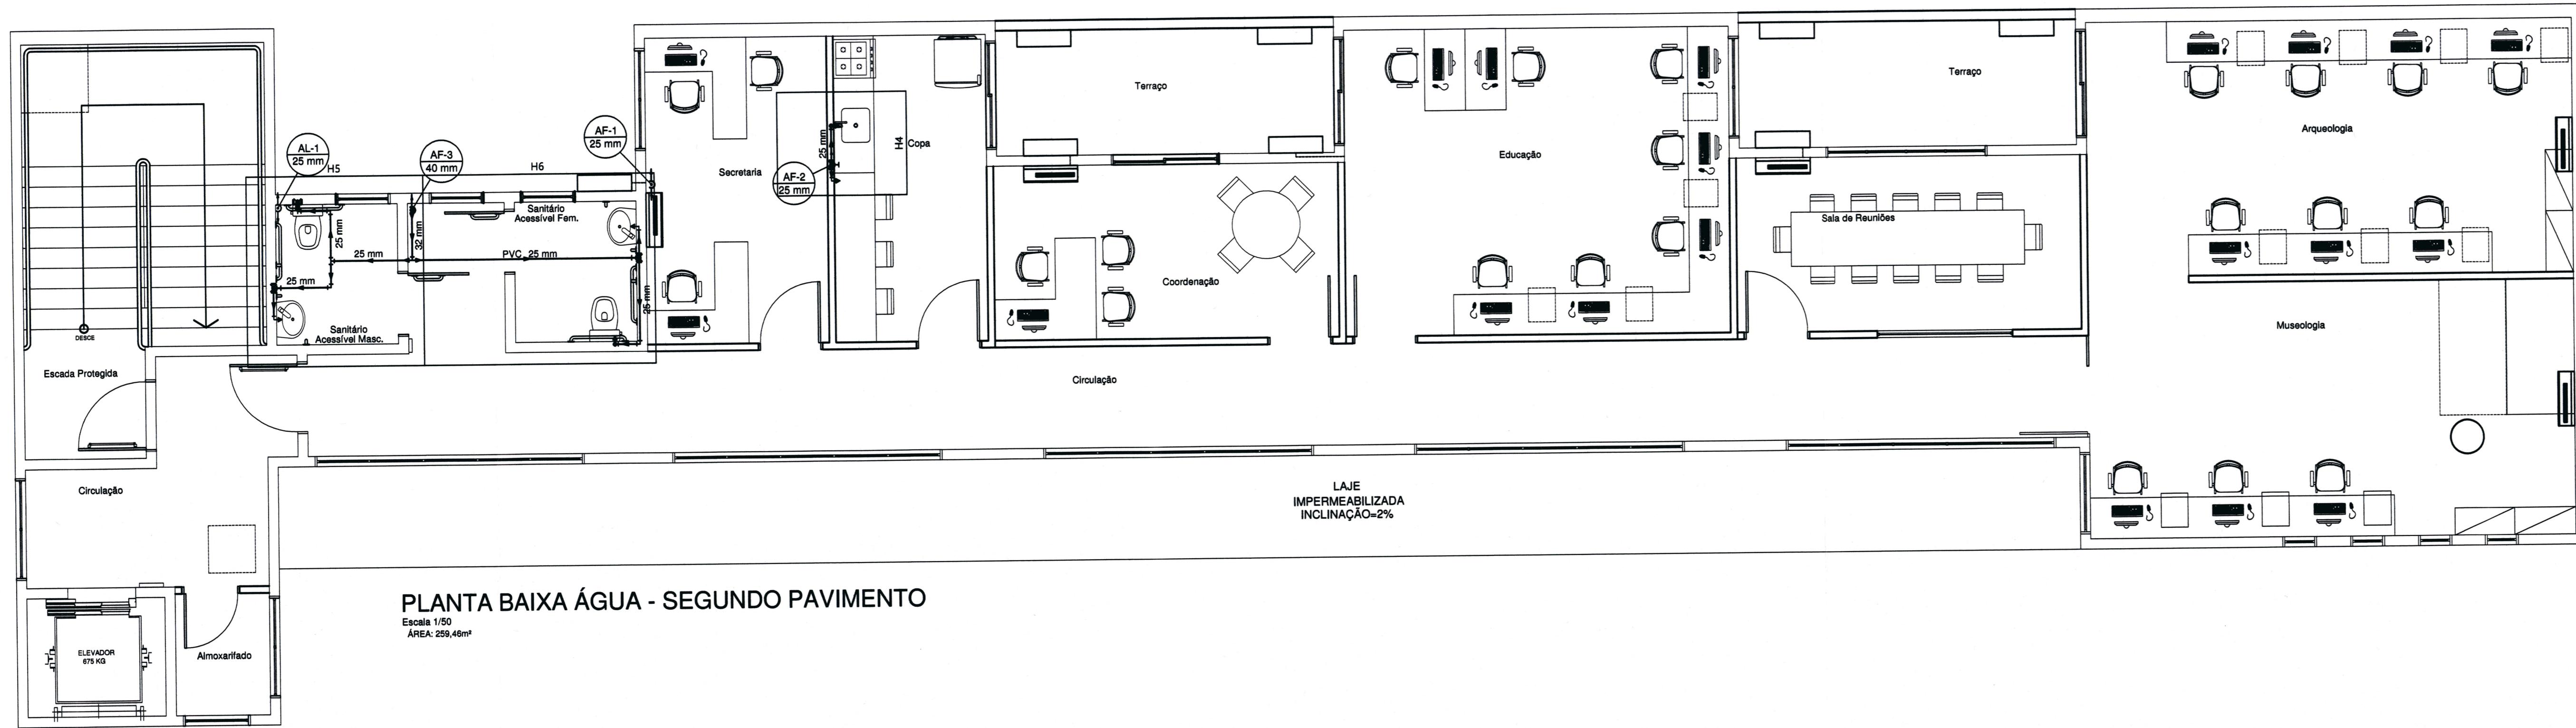 AL-1
25 mm
H5
AF-3
40 mm
H6
AF-1
25 mm
Secretaria
AF-2
25 mm
25 mm
H4
Copa
Terraço
Educação
Terraço
Arqueologia
Sanitário
Acessível Fem.
25 mm
32 mm
25 mm
PVC 25 mm
25 mm
25 mm
Sanitário
Acessível Masc.
Coordenação
Sala de Reuniões
Museologia
DESCE
Escada Protegida
Circulação
Circulação
LAJE
IMPERMEABILIZADA
INCLINAÇÃO=2%
PLANTA BAIXA ÁGUA - SEGUNDO PAVIMENTO
Escala 1/50
ÁREA: 259,46m²
ELEVADOR
675 KG
Almoxarifado